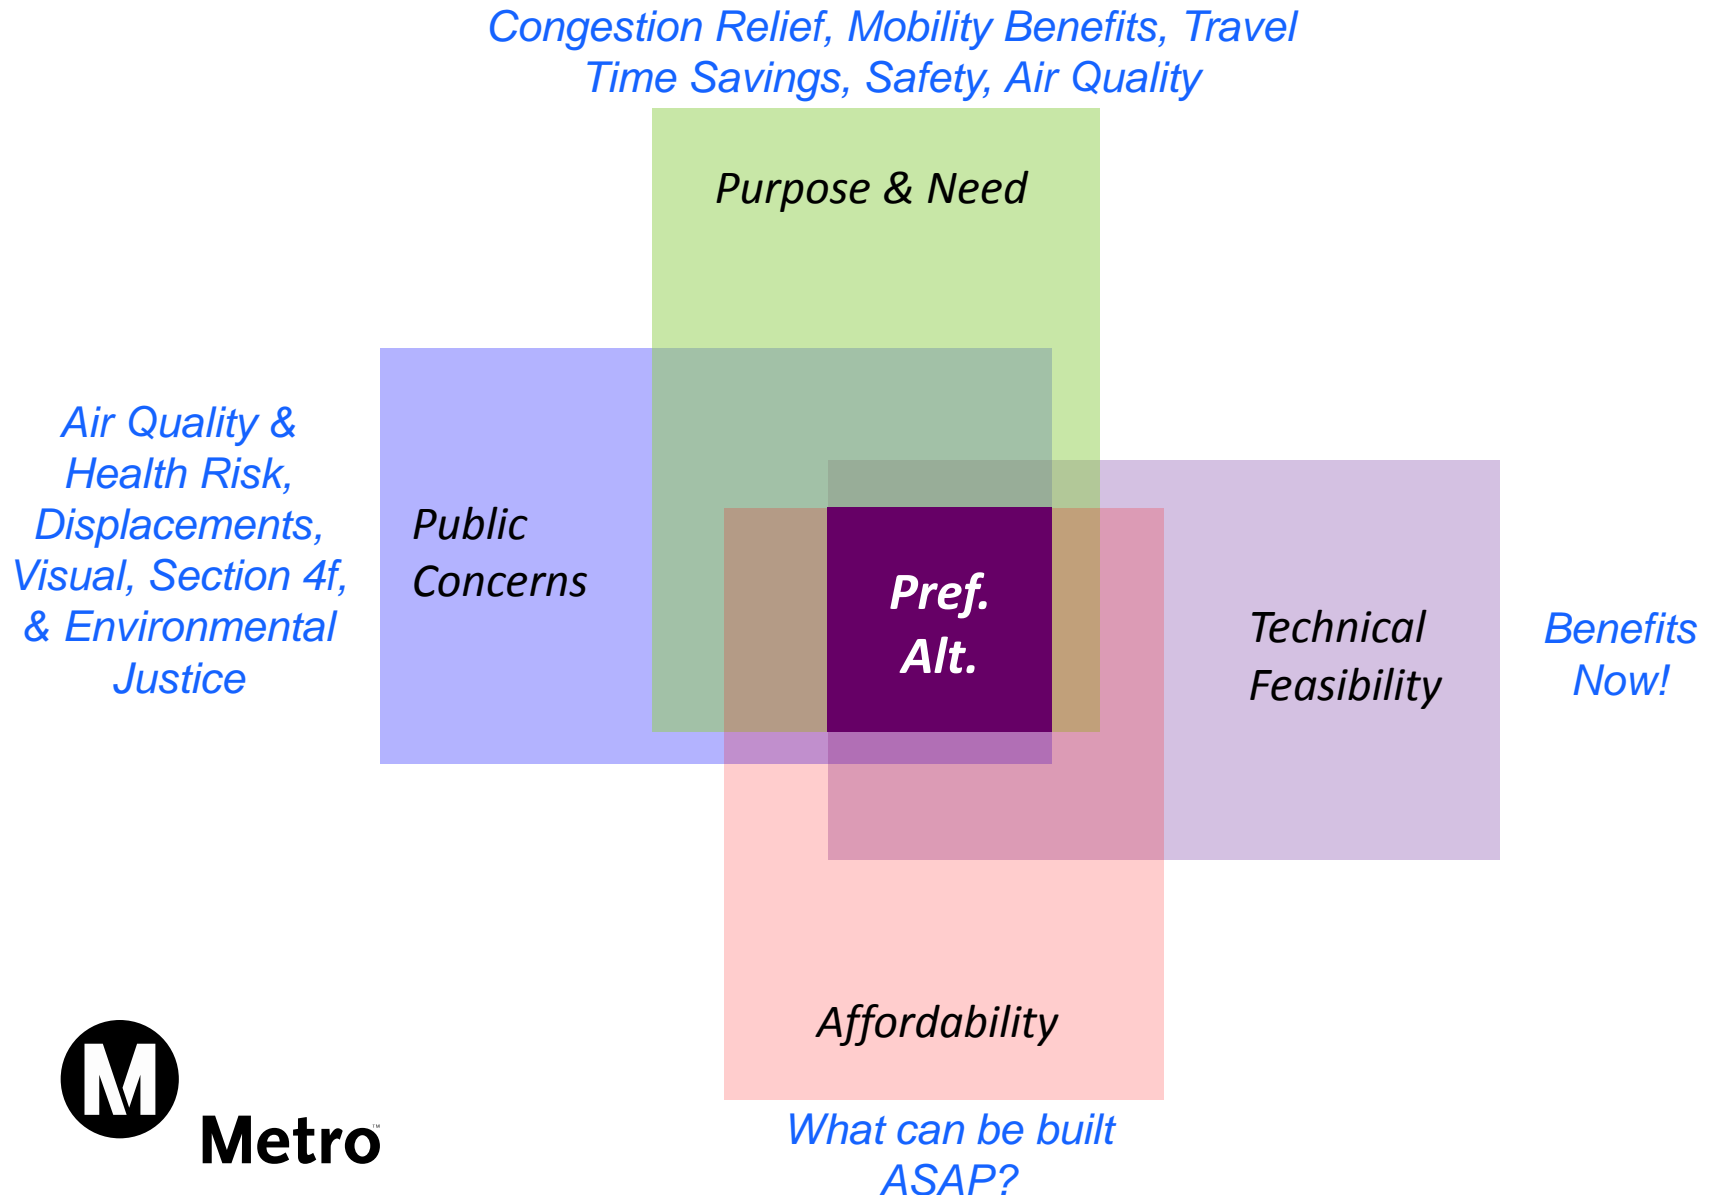 Congestion Relief, Mobility Benefits, Travel
Time Savings, Safety, Air Quality
Purpose & Need
Air Quality &
Health Risk,
Displacements,
Visual, Section 4f,
& Environmental
Justice
Public
Concerns
Pref.
Alt.
Technical
Feasibility
Benefits
Now!
Affordability
What can be built
ASAP?
M
Metro™